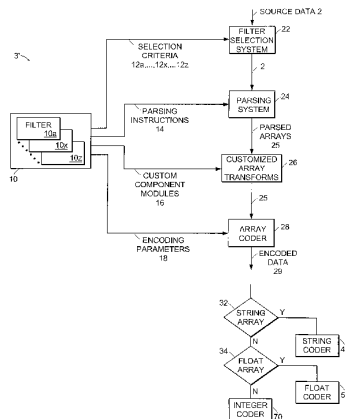 SOURCE DATA 2
3'
FILTER
SELECTION
SYSTEM
22
SELECTION
CRITERIA
12a.....12x....12z
2
PARSING
SYSTEM
24
FILTER
10a
10x
10z
10
PARSING
INSTRUCTIONS
14
PARSED
ARRAYS
25
CUSTOMIZED
ARRAY
TRANSFORMS
26
CUSTOM
COMPONENT
MODULES
16
25
ARRAY
CODER
28
ENCODING
PARAMETERS
18
ENCODED
DATA
29
32
STRING
ARRAY
Y
N
STRING
CODER
4
34
FLOAT
ARRAY
Y
N
FLOAT
CODER
5
INTEGER
CODER
70